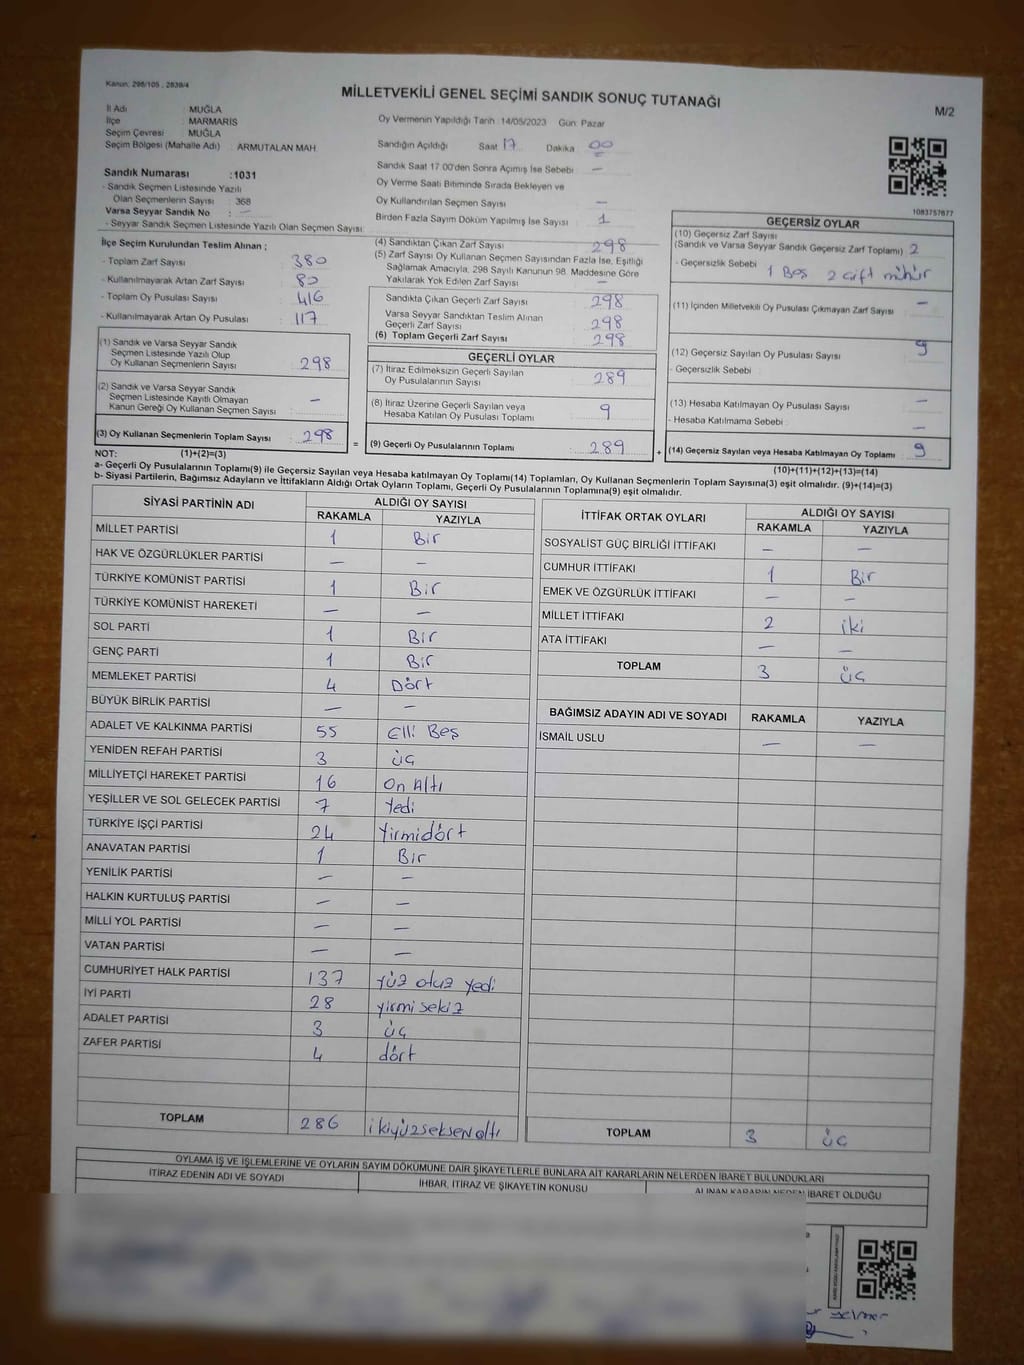 Kanun, 298/105 , 2839/4
MİLLETVEKİLİ GENEL SEÇİMİ SANDIK SONUÇ TUTANAĞI
M/2
İl Adı : MUĞLA
İlçe : MARMARİS
Seçim Çevresi : MUĞLA
Seçim Bölgesi (Mahalle Adı) : ARMUTALAN MAH.
Oy Vermenin Yapıldığı Tarih :14/05/2023 Gün: Pazar
Sandığın Açıldığı Saat 17 Dakika 00
Sandık Saat 17:00'den Sonra Açımış İse Sebebi —
Oy Verme Saati Bitiminde Sırada Bekleyen ve
Oy Kullandırılan Seçmen Sayısı —
Birden Fazla Sayım Döküm Yapılmış İse Sayısı 1
Sandık Numarası :1031
- Sandık Seçmen Listesinde Yazılı
Olan Seçmenlerin Sayısı : 368
Varsa Seyyar Sandık No : —
- Seyyar Sandık Seçmen Listesinde Yazılı Olan Seçmen Sayısı:
1083757877
İlçe Seçim Kurulundan Teslim Alınan ;
- Toplam Zarf Sayısı : 380
- Kullanılmayarak Artan Zarf Sayısı : 80
- Toplam Oy Pusulası Sayısı : 416
- Kullanılmayarak Artan Oy Pusulası : 117
(1) Sandık ve Varsa Seyyar Sandık
Seçmen Listesinde Yazılı Olup
Oy Kullanan Seçmenlerin Sayısı : 298
(2) Sandık ve Varsa Seyyar Sandık
Seçmen Listesinde Kayıtlı Olmayan
Kanun Gereği Oy Kullanan Seçmen Sayısı : —
(3) Oy Kullanan Seçmenlerin Toplam Sayısı : 298 =
(4) Sandıktan Çıkan Zarf Sayısı : 298
(5) Zarf Sayısı Oy Kullanan Seçmen Sayısından Fazla İse, Eşitliği
Sağlamak Amacıyla, 298 Sayılı Kanunun 98. Maddesine Göre
Yakılarak Yok Edilen Zarf Sayısı : —
Sandıkta Çıkan Geçerli Zarf Sayısı : 298
Varsa Seyyar Sandıktan Teslim Alınan
Geçerli Zarf Sayısı : 298
(6) Toplam Geçerli Zarf Sayısı : 298
GEÇERLİ OYLAR
(7) İtiraz Edilmeksizin Geçerli Sayılan
Oy Pusulalarının Sayısı : 289
(8) İtiraz Üzerine Geçerli Sayılan veya
Hesaba Katılan Oy Pusulası Toplamı : 9
(9) Geçerli Oy Pusulalarının Toplamı : 289 +
GEÇERSİZ OYLAR
(10) Geçersiz Zarf Sayısı
(Sandık ve Varsa Seyyar Sandık Geçersiz Zarf Toplamı) : 2
- Geçersizlik Sebebi : 1 Boş 2 çift mühür
(11) İçinden Milletvekili Oy Pusulası Çıkmayan Zarf Sayısı : —
(12) Geçersiz Sayılan Oy Pusulası Sayısı : 9
- Geçersizlik Sebebi :
(13) Hesaba Katılmayan Oy Pusulası Sayısı : —
- Hesaba Katılmama Sebebi : —
(14) Geçersiz Sayılan veya Hesaba Katılmayan Oy Toplamı : 9
NOT: (1)+(2)=(3)
(10)+(11)+(12)+(13)=(14)
a- Geçerli Oy Pusulalarının Toplamı(9) ile Geçersiz Sayılan veya Hesaba katılmayan Oy Toplamı(14) Toplamları, Oy Kullanan Seçmenlerin Toplam Sayısına(3) eşit olmalıdır. (9)+(14)=(3)
b- Siyasi Partilerin, Bağımsız Adayların ve İttifakların Aldığı Ortak Oyların Toplamı, Geçerli Oy Pusulalarının Toplamına(9) eşit olmalıdır.
SİYASİ PARTİNİN ADI ALDIĞI OY SAYISI
RAKAMLA YAZIYLA
MİLLET PARTİSİ 1 Bir
HAK VE ÖZGÜRLÜKLER PARTİSİ — —
TÜRKİYE KOMÜNİST PARTİSİ 1 Bir
TÜRKİYE KOMÜNİST HAREKETİ — —
SOL PARTİ 1 Bir
GENÇ PARTİ 1 Bir
MEMLEKET PARTİSİ 4 Dört
BÜYÜK BİRLİK PARTİSİ — —
ADALET VE KALKINMA PARTİSİ 55 Elli Beş
YENİDEN REFAH PARTİSİ 3 üç
MİLLİYETÇİ HAREKET PARTİSİ 16 On Altı
YEŞİLLER VE SOL GELECEK PARTİSİ 7 Yedi
TÜRKİYE İŞÇİ PARTİSİ 24 Yirmidört
ANAVATAN PARTİSİ 1 Bir
YENİLİK PARTİSİ — —
HALKIN KURTULUŞ PARTİSİ — —
MİLLİ YOL PARTİSİ — —
VATAN PARTİSİ — —
CUMHURİYET HALK PARTİSİ 137 Yüz otuz yedi
İYİ PARTİ 28 yirmi sekiz
ADALET PARTİSİ 3 üç
ZAFER PARTİSİ 4 dört
TOPLAM 286 ikiyüzseksenaltı
İTTİFAK ORTAK OYLARI ALDIĞI OY SAYISI
RAKAMLA YAZIYLA
SOSYALİST GÜÇ BİRLİĞİ İTTİFAKI — —
CUMHUR İTTİFAKI 1 Bir
EMEK VE ÖZGÜRLÜK İTTİFAKI — —
MİLLET İTTİFAKI 2 iki
ATA İTTİFAKI — —
TOPLAM 3 üç
BAĞIMSIZ ADAYIN ADI VE SOYADI RAKAMLA YAZIYLA
İSMAİL USLU — —
TOPLAM 3 üç
OYLAMA İŞ VE İŞLEMLERİNE VE OYLARIN SAYIM DÖKÜMÜNE DAİR ŞİKAYETLERLE BUNLARA AİT KARARLARIN NELERDEN İBARET BULUNDUKLARI
İTİRAZ EDENİN ADI VE SOYADI İHBAR, İTİRAZ VE ŞİKAYETİN KONUSU ALINAN KARARIN NEDEN İBARET OLDUĞU